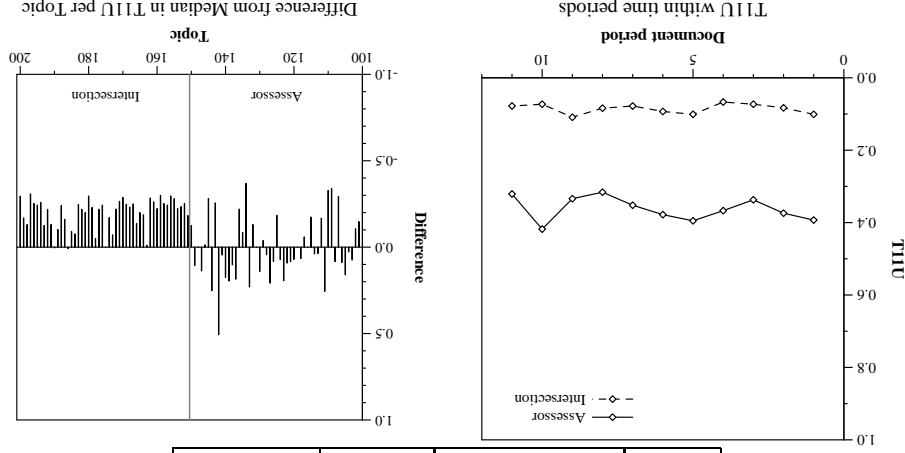 1.0
0.8
0.6
0.4
0.2
0.0
T11U
Assessor
Intersection
0 5 10
Document period
T11U within time periods
1.0
0.5
0.0
-0.5
-1.0
Difference
Assessor Intersection
100 120 140 160 180 200
Topic
Difference from Median in T11U per Topic